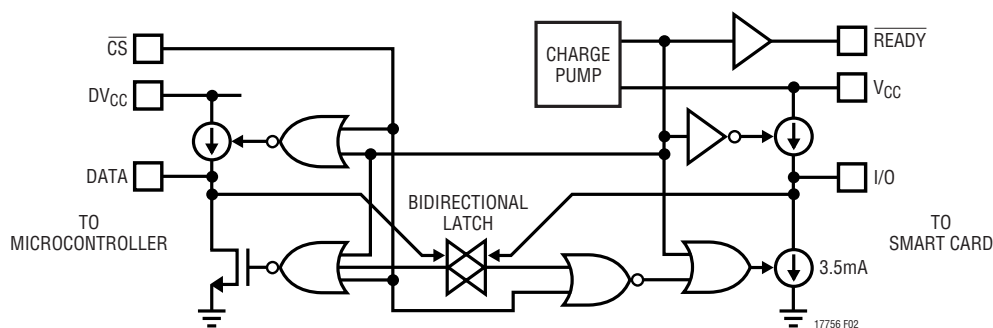 CS
CHARGE
PUMP
READY
DVCC
VCC
DATA
I/O
BIDIRECTIONAL
LATCH
TO
MICROCONTROLLER
TO
SMART CARD
3.5mA
17756 F02